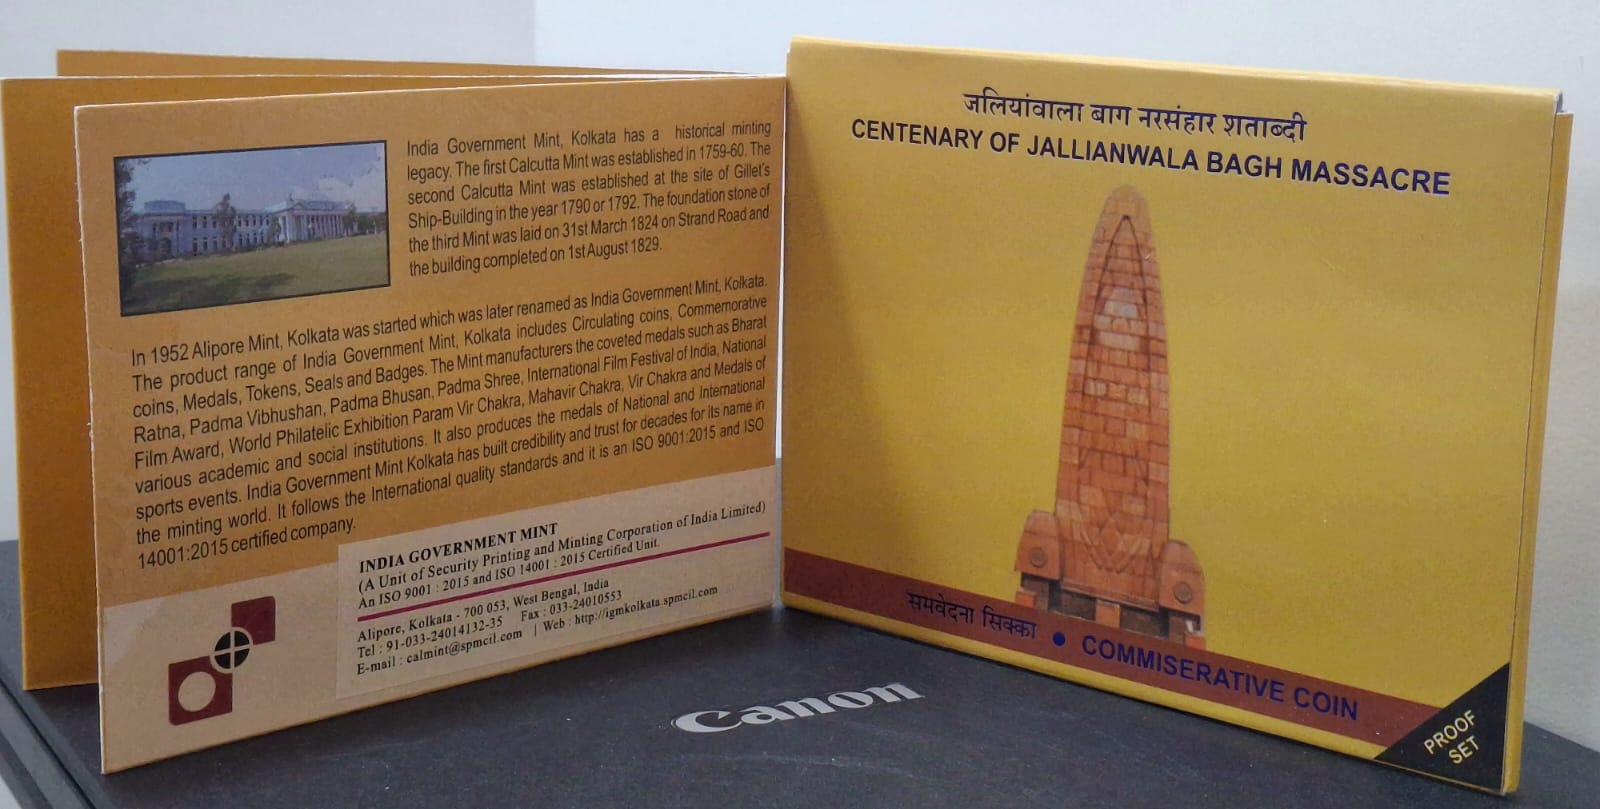 India Government Mint, Kolkata has a historical minting
legacy. The first Calcutta Mint was established in 1759-60. The
second Calcutta Mint was established at the site of Gillet's
Ship-Building in the year 1790 or 1792. The foundation stone of
the third Mint was laid on 31st March 1824 on Strand Road and
the building completed on 1st August 1829.
In 1952 Alipore Mint, Kolkata was started which was later renamed as India Government Mint, Kolkata.
The product range of India Government Mint, Kolkata includes Circulating coins, Commemorative
coins, Medals, Tokens, Seals and Badges. The Mint manufacturers the coveted medals such as Bharat
Ratna, Padma Vibhushan, Padma Bhusan, Padma Shree, International Film Festival of India, National
Film Award, World Philatelic Exhibition Param Vir Chakra, Mahavir Chakra, Vir Chakra and Medals of
various academic and social institutions. It also produces the medals of National and International
sports events. India Government Mint Kolkata has built credibility and trust for decades for its name in
the minting world. It follows the International quality standards and it is an ISO 9001:2015 and ISO
14001:2015 certified company.
INDIA GOVERNMENT MINT
(A Unit of Security Printing and Minting Corporation of India Limited)
An ISO 9001 : 2015 and ISO 14001 : 2015 Certified Unit.
Alipore, Kolkata - 700 053, West Bengal, India
Tel : 91-033-24014132-35 Fax : 033-24010553
E-mail : calmint@spmcil.com | Web : http://igmkolkata.spmcil.com
जलियांवाला बाग नरसंहार शताब्दी
CENTENARY OF JALLIANWALA BAGH MASSACRE
समवेदना सिक्का ● COMMISERATIVE COIN
PROOF
SET
Canon